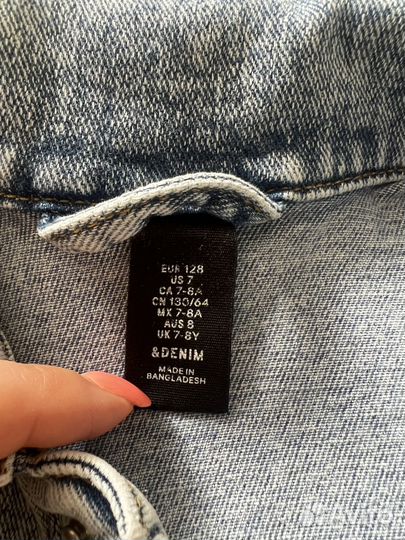 EUR 128
US 7
CA 7-8A
CN 130/64
MX 7-8A
AUS 8
UK 7-8Y
&DENIM
MADE IN
BANGLADESH
Avito